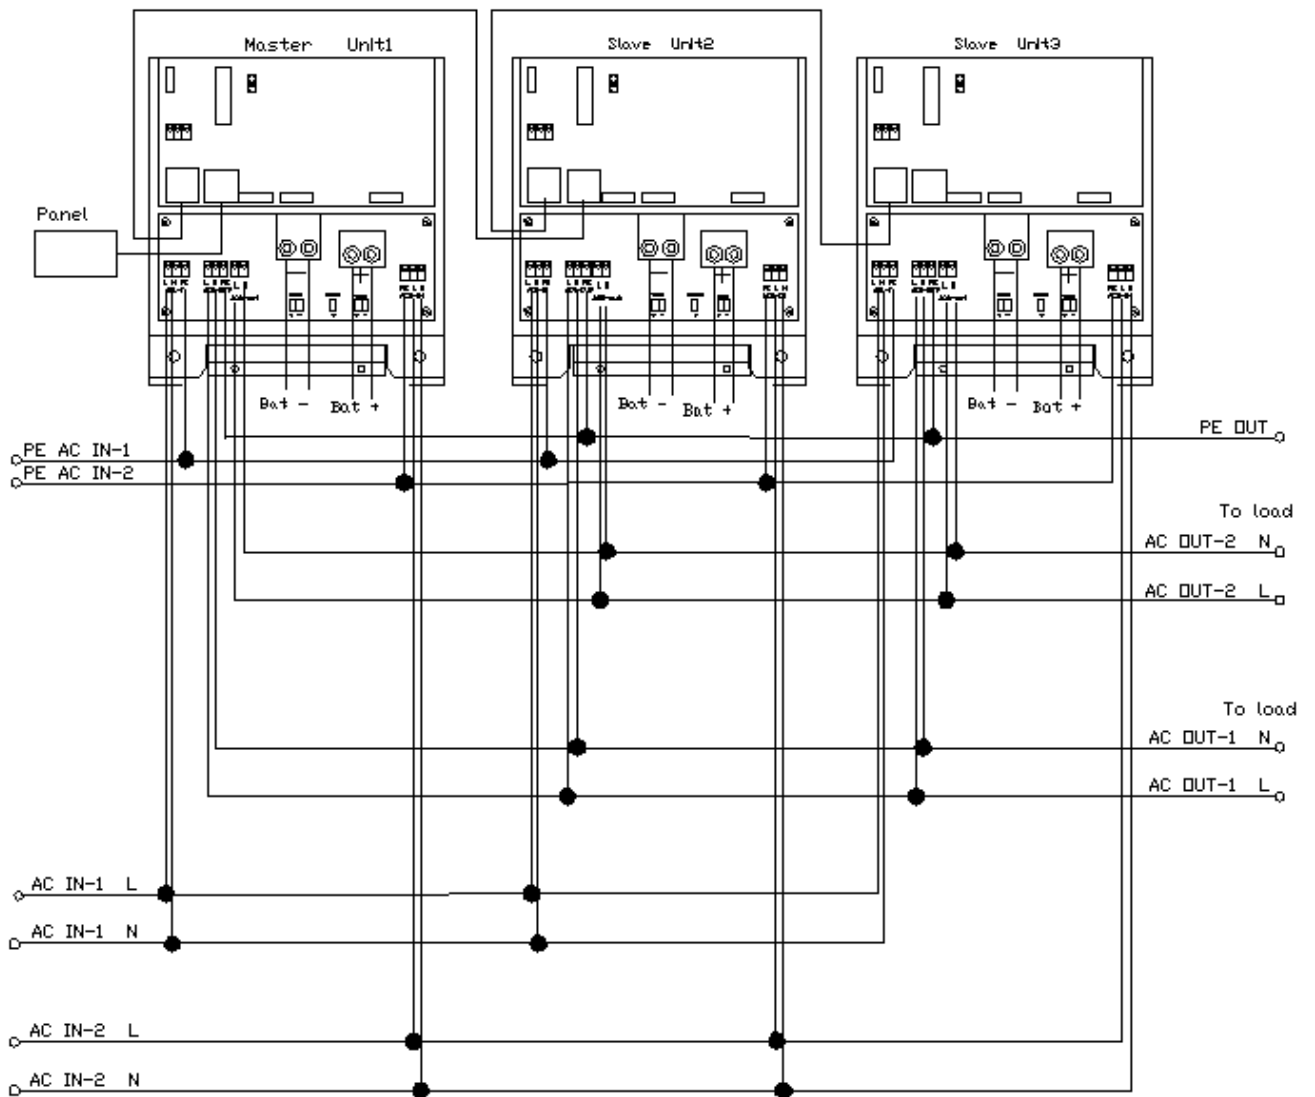 Master Unit1
Slave Unit2
Slave Unit3
Panel
Bat - Bat +
Bat - Bat +
Bat - Bat +
PE OUT
PE AC IN-1
PE AC IN-2
To load
AC OUT-2 N
AC OUT-2 L
To load
AC OUT-1 N
AC OUT-1 L
AC IN-1 L
AC IN-1 N
AC IN-2 L
AC IN-2 N